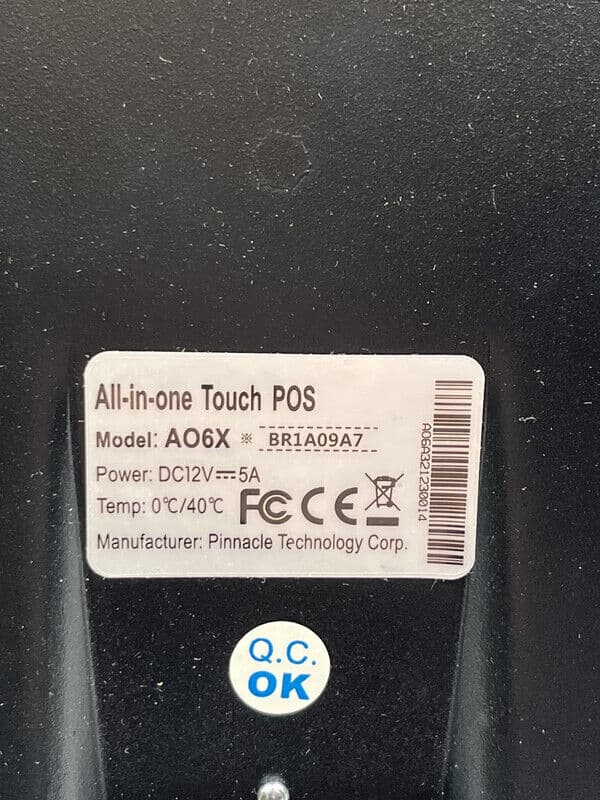 All-in-one Touch POS
Model: AO6X ※ BR1A09A7
Power: DC12V⎓5A
Temp: 0℃/40℃ FC CE
Manufacturer: Pinnacle Technology Corp.
A06A321230014
Q.C.
OK